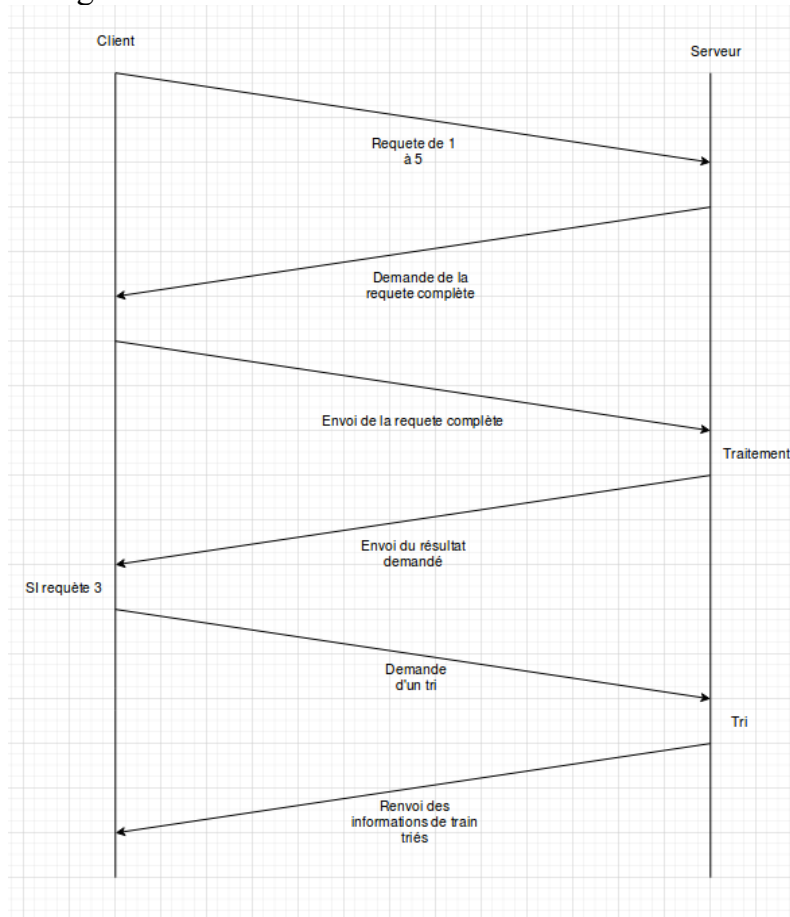 Client
Serveur
Requete de 1
à 5
Demande de la
requete complète
Envoi de la requete complète
Traitement
Envoi du résultat
demandé
SI requète 3
Demande
d'un tri
Tri
Renvoi des
informations de train
triés